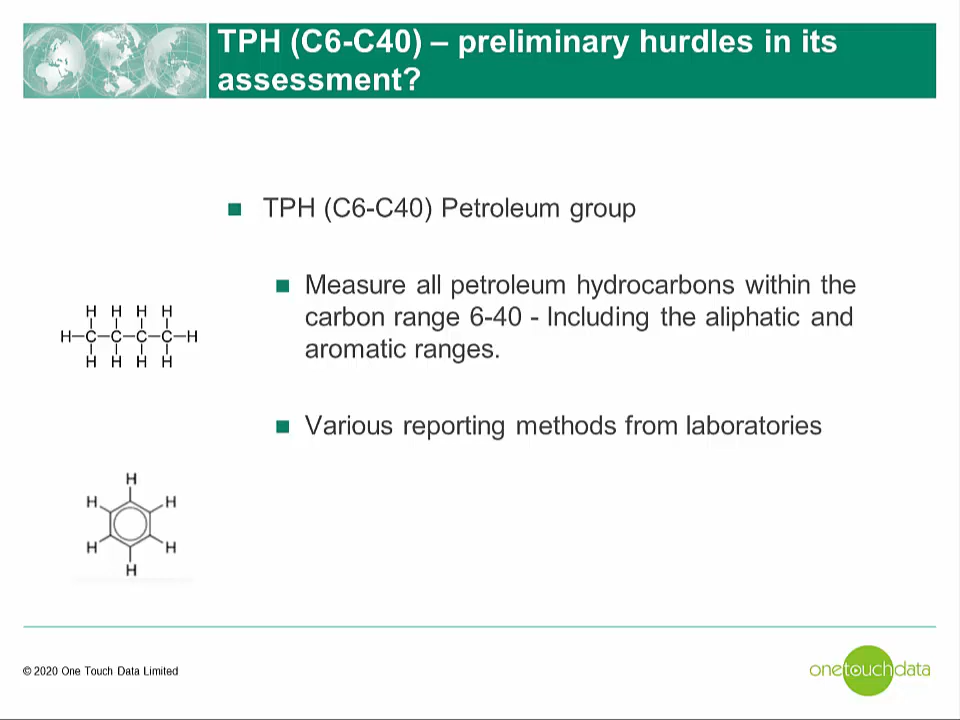 TPH (C6-C40) – preliminary hurdles in its
assessment?
TPH (C6-C40) Petroleum group
Measure all petroleum hydrocarbons within the
carbon range 6-40 - Including the aliphatic and
aromatic ranges.
H H H H
H-C-C-C-C-H
H H H H
Various reporting methods from laboratories
H
H H
H H
H
© 2020 One Touch Data Limited
onetouchdata